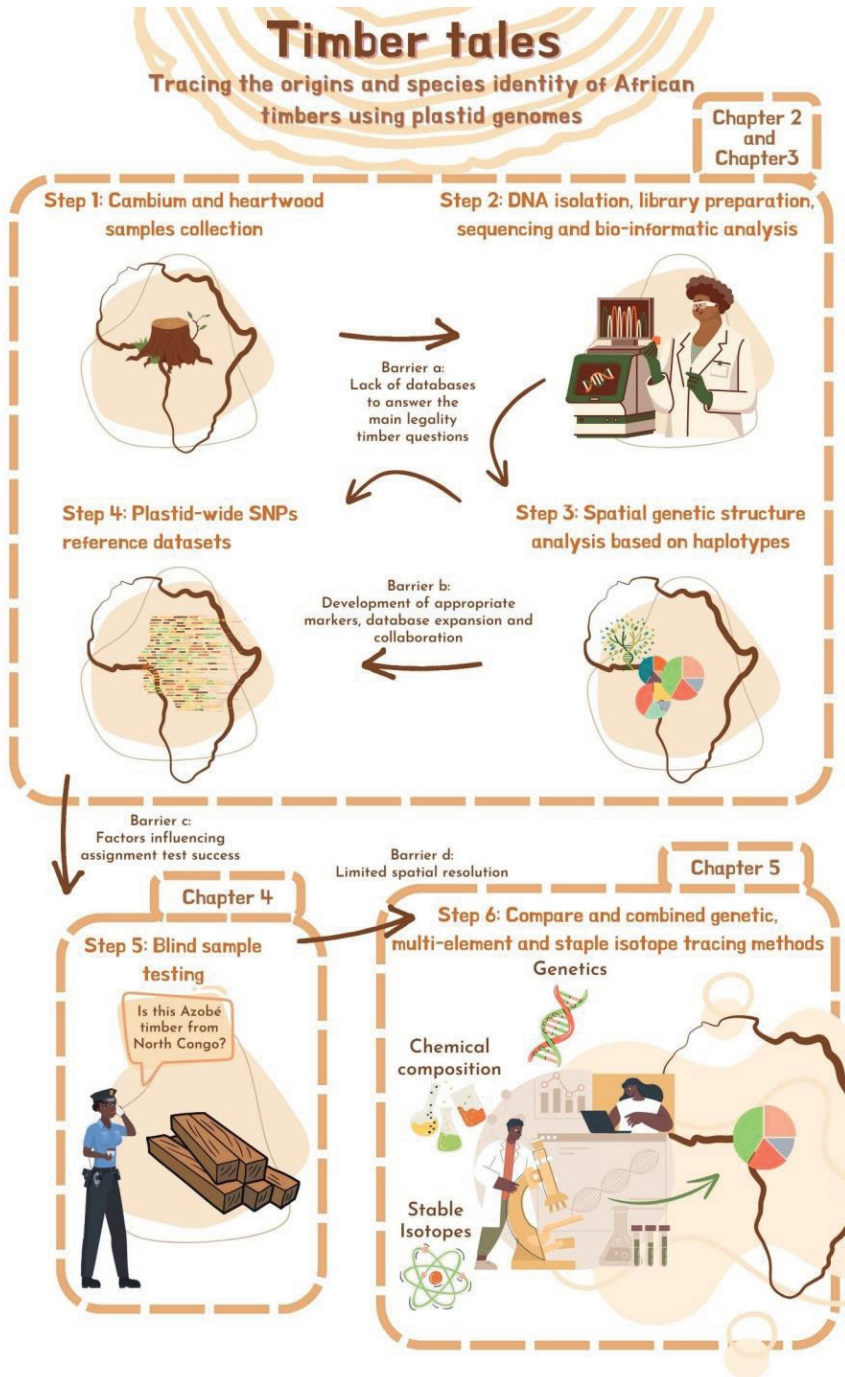 Timber tales
Tracing the origins and species identity of African
timbers using plastid genomes
Chapter 2
and
Chapter3
Step 1: Cambium and heartwood
samples collection
Step 2: DNA isolation, library preparation,
sequencing and bio-informatic analysis
Barrier a:
Lack of databases
to answer the
main legality
timber questions
Step 4: Plastid-wide SNPs
reference datasets
Step 3: Spatial genetic structure
analysis based on haplotypes
Barrier b:
Development of appropriate
markers, database expansion and
collaboration
Barrier c:
Factors influencing
assignment test success
Barrier d:
Limited spatial resolution
Chapter 4
Step 5: Blind sample
testing
Is this Azobé
timber from
North Congo?
Chapter 5
Step 6: Compare and combined genetic,
multi-element and staple isotope tracing methods
Genetics
Chemical
composition
Stable
Isotopes